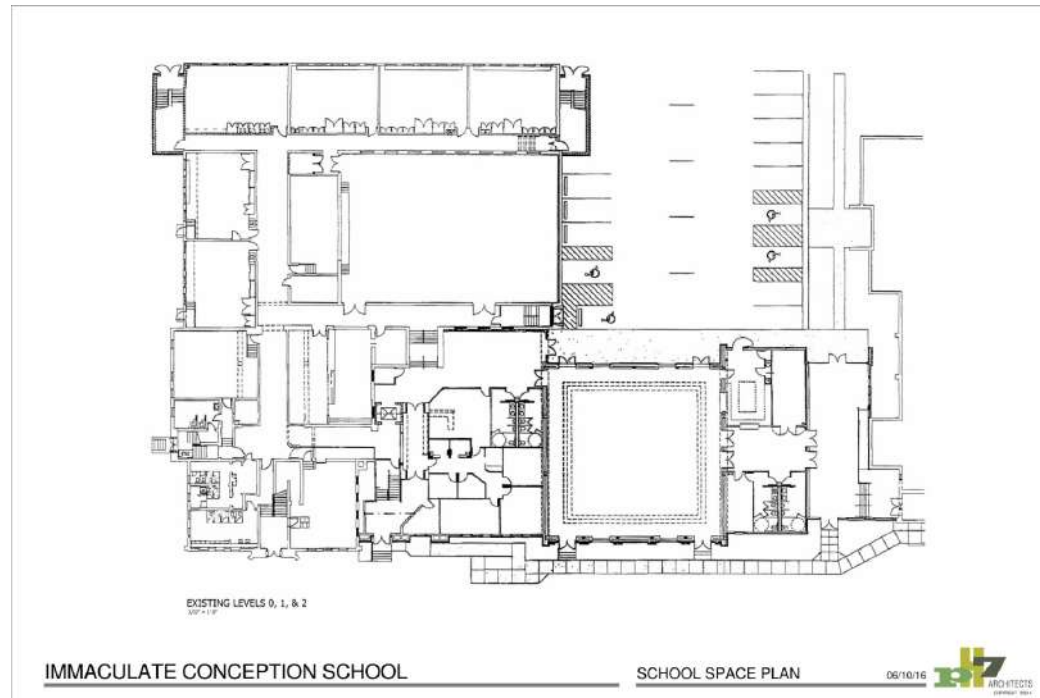 EXISTING LEVELS 0, 1, & 2
IMMACULATE CONCEPTION SCHOOL
SCHOOL SPACE PLAN
06/10/16
ARCHITECTS